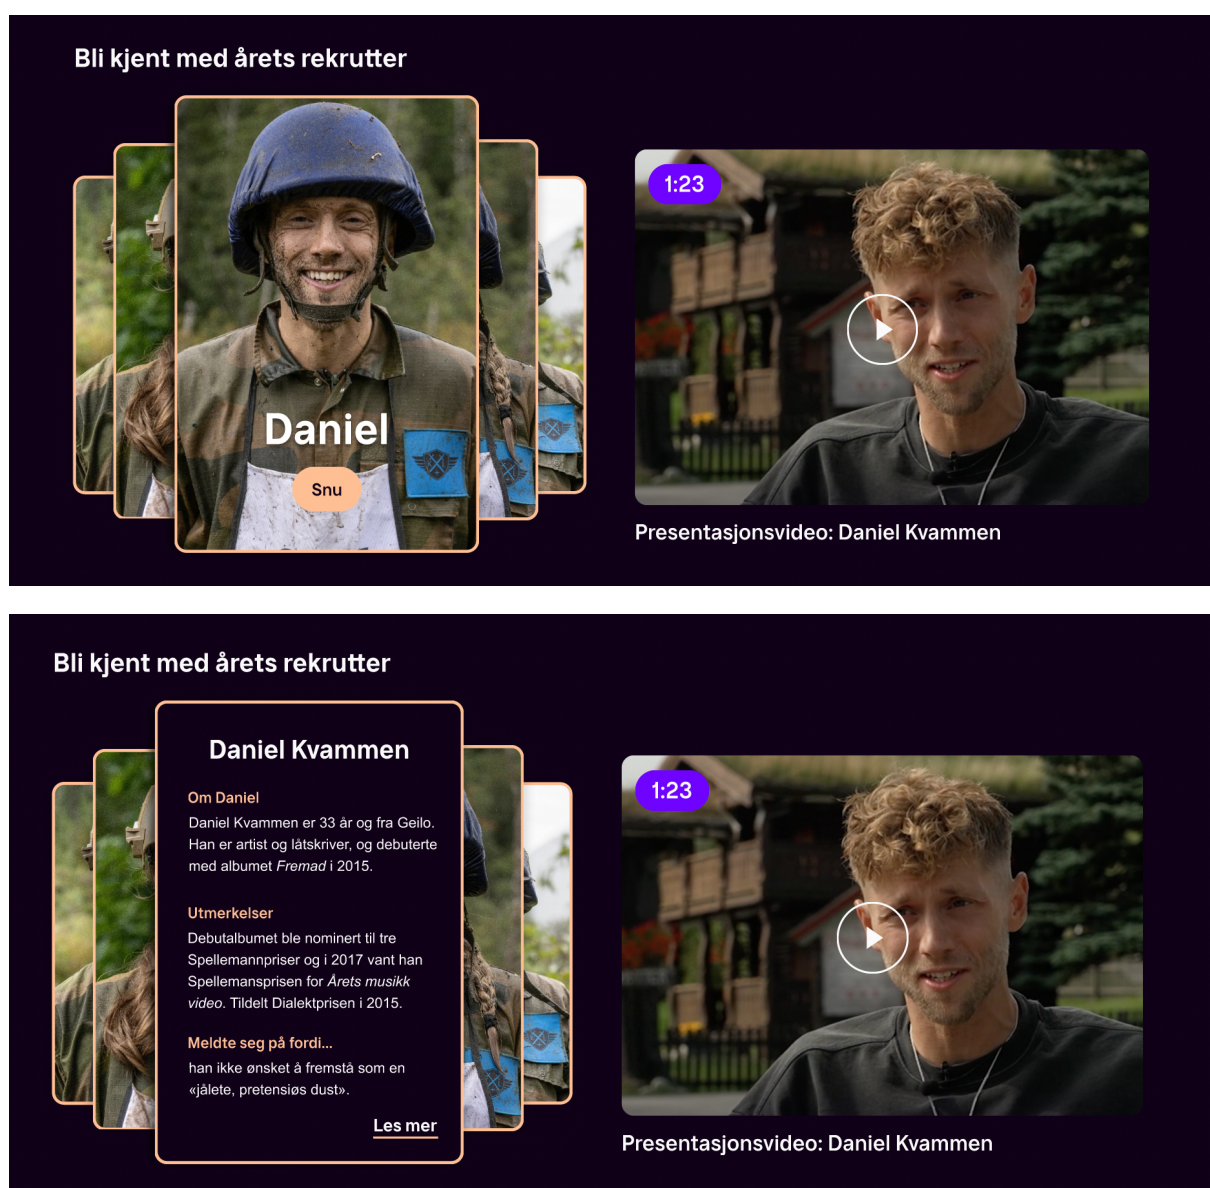 Bli kjent med årets rekrutter
Daniel
Snu
1:23
Presentasjonsvideo: Daniel Kvammen
Bli kjent med årets rekrutter
Daniel Kvammen
Om Daniel
Daniel Kvammen er 33 år og fra Geilo.
Han er artist og låtskriver, og debuterte
med albumet Fremad i 2015.
Utmerkelser
Debutalbumet ble nominert til tre
Spellemannpriser og i 2017 vant han
Spellemansprisen for Årets musikk
video. Tildelt Dialektprisen i 2015.
Meldte seg på fordi...
han ikke ønsket å fremstå som en
«jålete, pretensiøs dust».
Les mer
1:23
Presentasjonsvideo: Daniel Kvammen